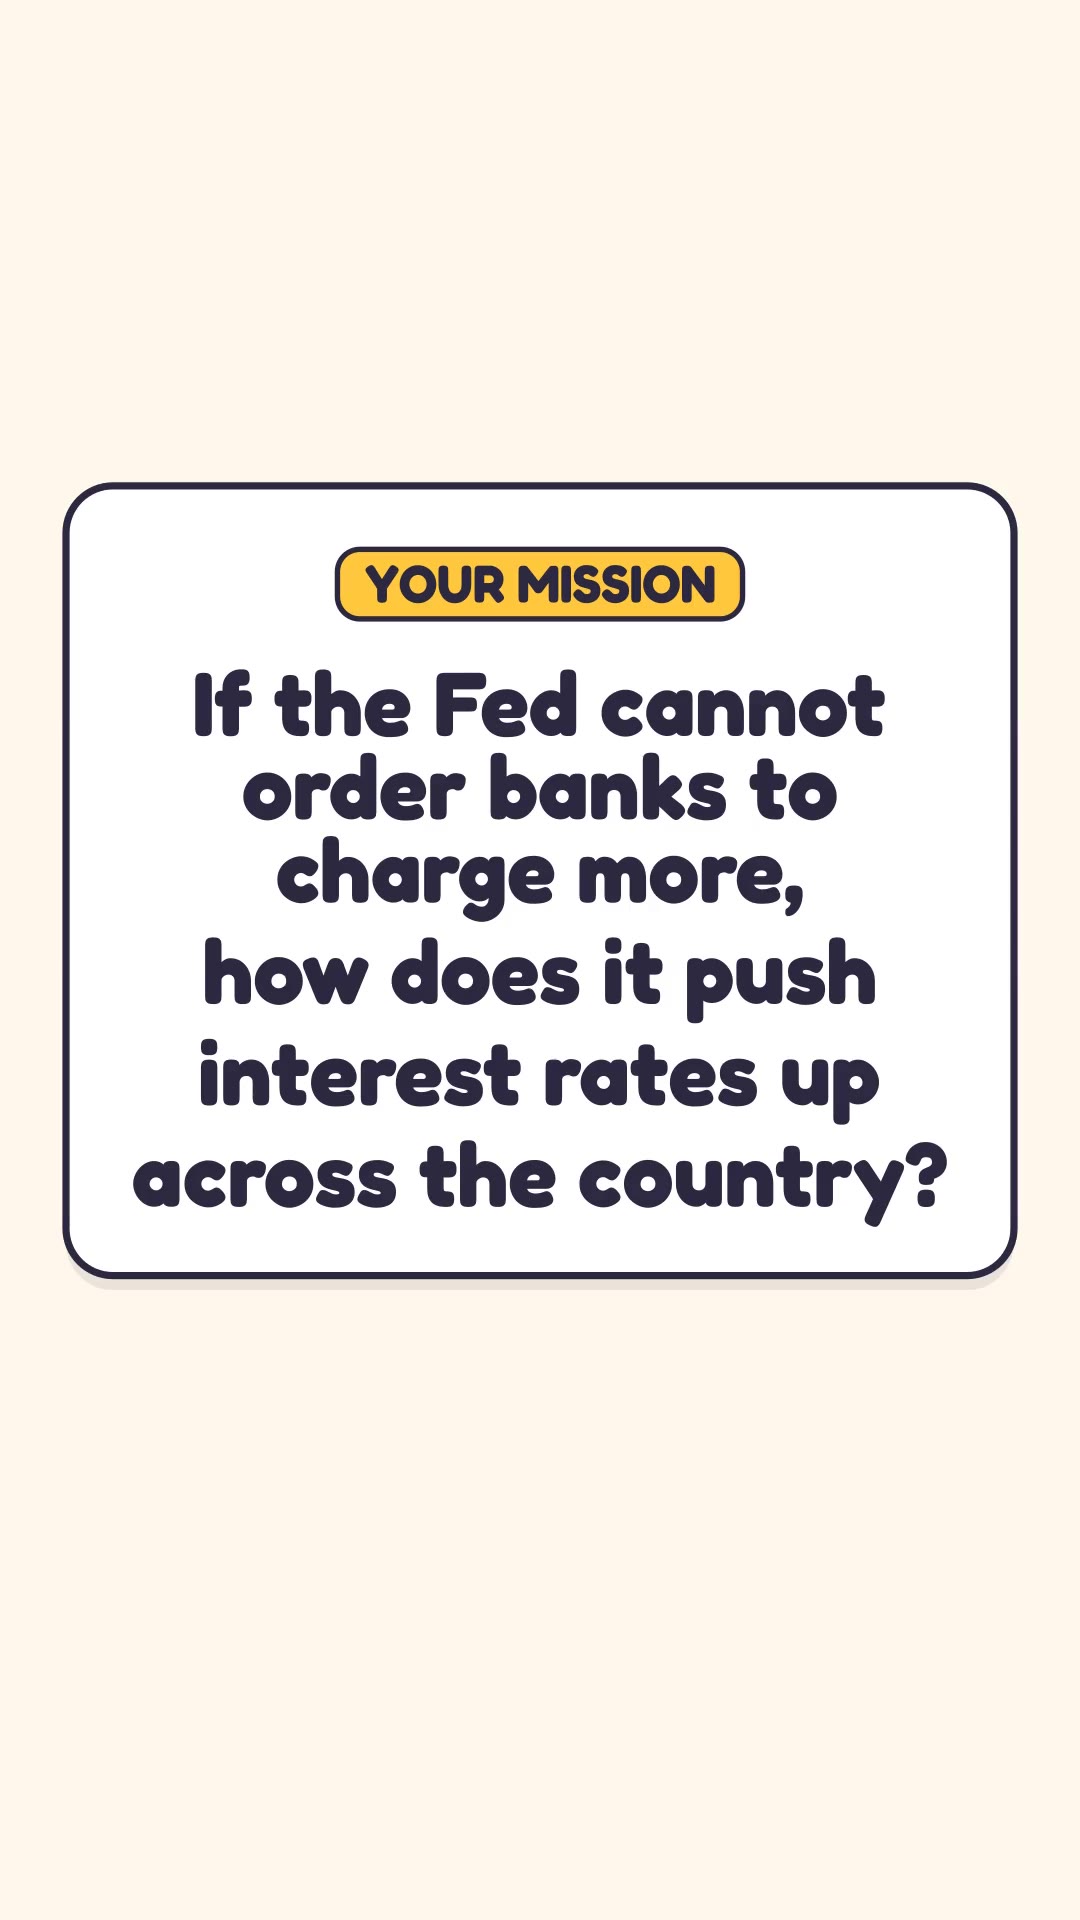 YOUR MISSION
If the Fed cannot
order banks to
charge more,
how does it push
interest rates up
across the country?